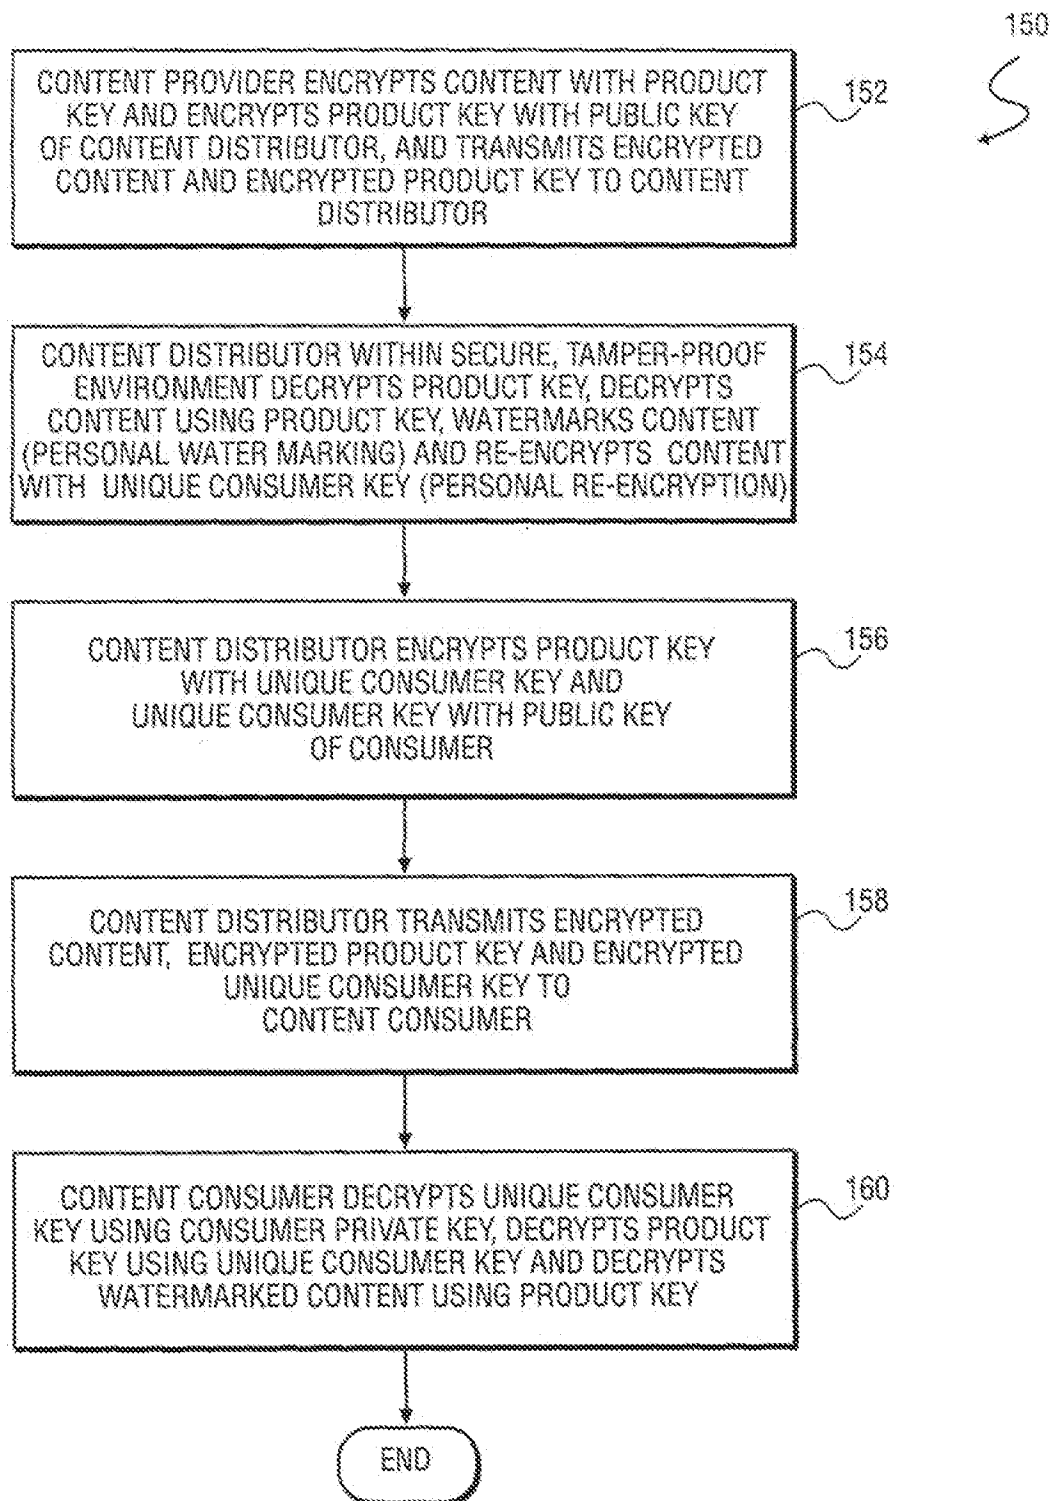 150
CONTENT PROVIDER ENCRYPTS CONTENT WITH PRODUCT
KEY AND ENCRYPTS PRODUCT KEY WITH PUBLIC KEY
OF CONTENT DISTRIBUTOR, AND TRANSMITS ENCRYPTED
CONTENT AND ENCRYPTED PRODUCT KEY TO CONTENT
DISTRIBUTOR
152
CONTENT DISTRIBUTOR WITHIN SECURE, TAMPER-PROOF
ENVIRONMENT DECRYPTS PRODUCT KEY, DECRYPTS
CONTENT USING PRODUCT KEY, WATERMARKS CONTENT
(PERSONAL WATER MARKING) AND RE-ENCRYPTS CONTENT
WITH UNIQUE CONSUMER KEY (PERSONAL RE-ENCRYPTION)
154
CONTENT DISTRIBUTOR ENCRYPTS PRODUCT KEY
WITH UNIQUE CONSUMER KEY AND
UNIQUE CONSUMER KEY WITH PUBLIC KEY
OF CONSUMER
156
CONTENT DISTRIBUTOR TRANSMITS ENCRYPTED
CONTENT, ENCRYPTED PRODUCT KEY AND ENCRYPTED
UNIQUE CONSUMER KEY TO
CONTENT CONSUMER
158
CONTENT CONSUMER DECRYPTS UNIQUE CONSUMER
KEY USING CONSUMER PRIVATE KEY, DECRYPTS PRODUCT
KEY USING UNIQUE CONSUMER KEY AND DECRYPTS
WATERMARKED CONTENT USING PRODUCT KEY
160
END